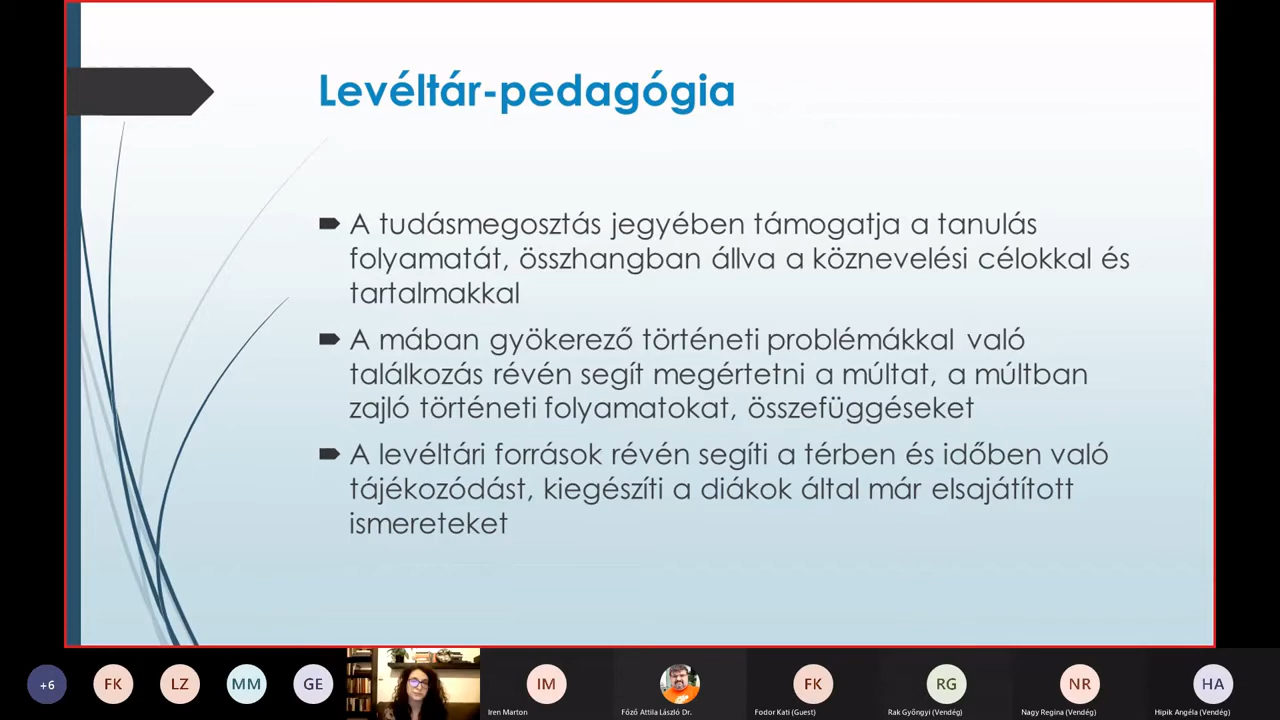 Levéltár-pedagógia
A tudásmegosztás jegyében támogatja a tanulás
folyamatát, összhangban állva a köznevelési célokkal és
tartalmakkal
A mában gyökerező történeti problémákkal való
találkozás révén segít megértetni a múltat, a múltban
zajló történeti folyamatokat, összefüggéseket
A levéltári források révén segíti a térben és időben való
tájékozódást, kiegészíti a diákok által már elsajátított
ismereteket
+6 FK LZ MM GE IM FK RG NR HA
Iren Marton Főző Attila László Dr. Fodor Kati (Guest) Rak Gyöngyi (Vendég) Nagy Regina (Vendég) Hipik Angéla (Vendég)